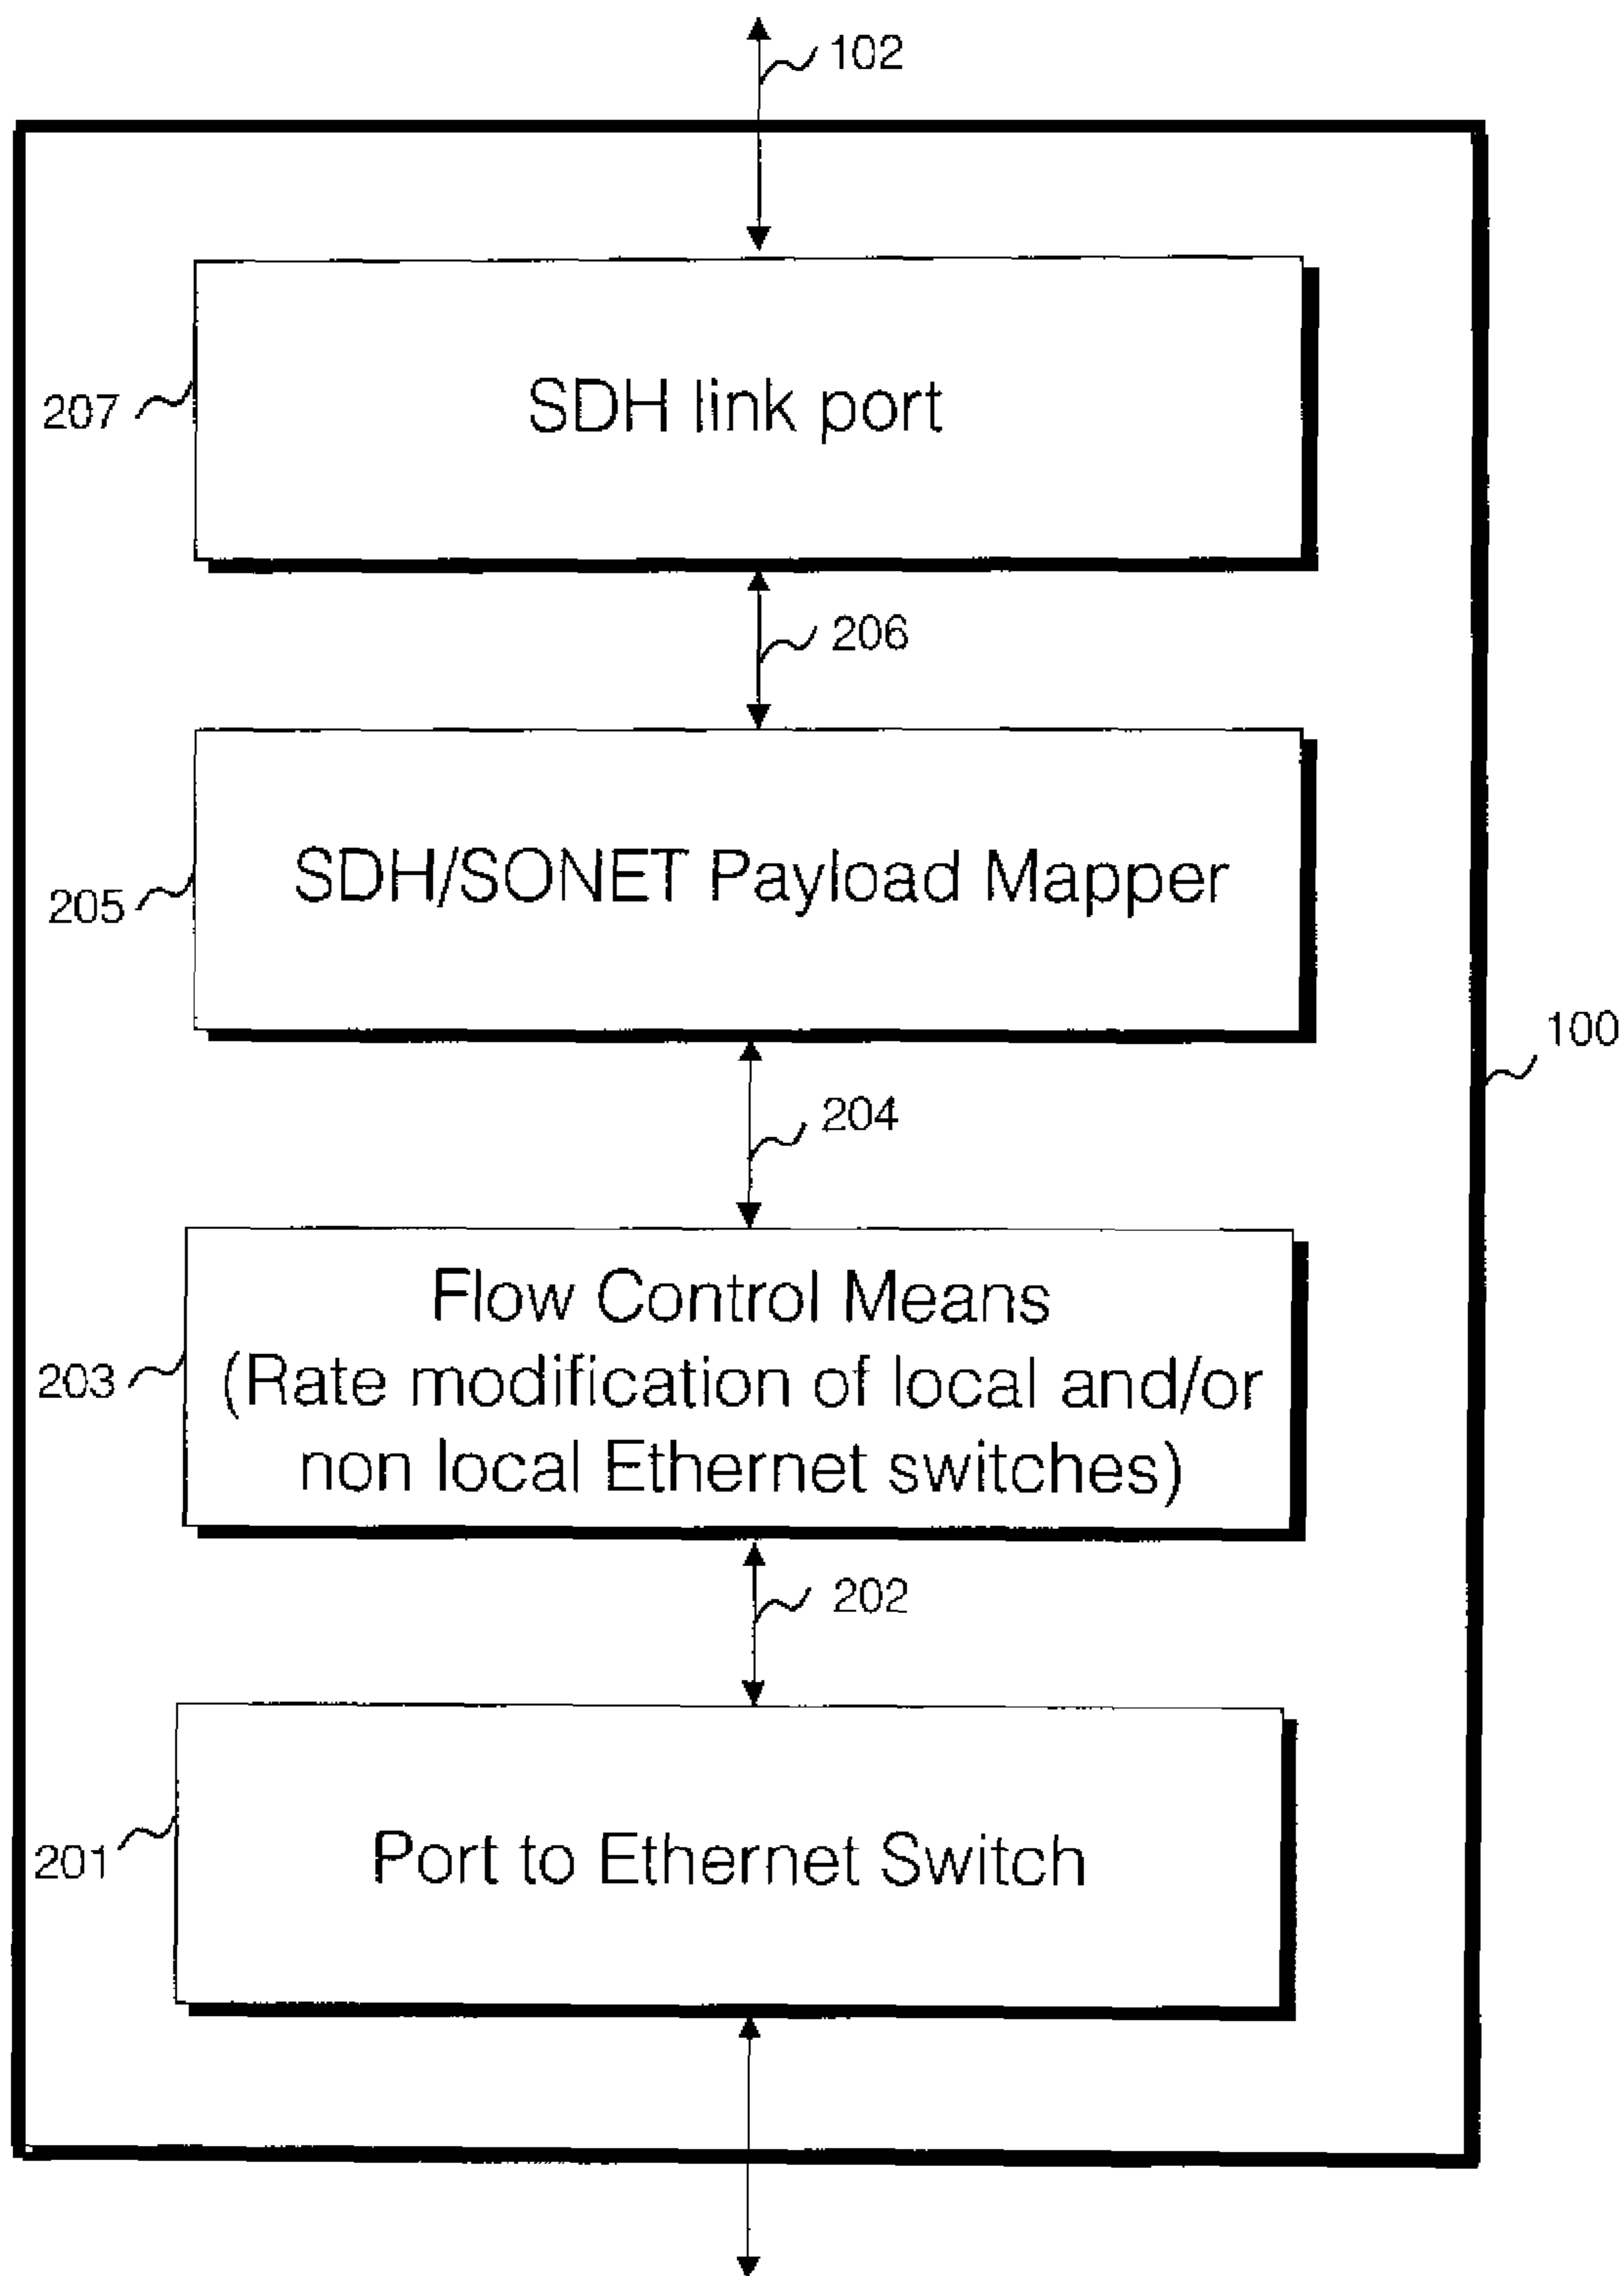 102
SDH link port
207
206
SDH/SONET Payload Mapper
205
100
204
Flow Control Means
(Rate modification of local and/or
non local Ethernet switches)
203
202
Port to Ethernet Switch
201